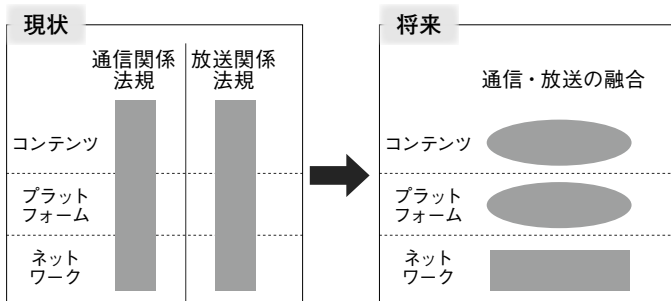 現状
通信関係
法規
放送関係
法規
コンテンツ
プラット
フォーム
ネット
ワーク
将来
通信・放送の融合
コンテンツ
プラット
フォーム
ネット
ワーク